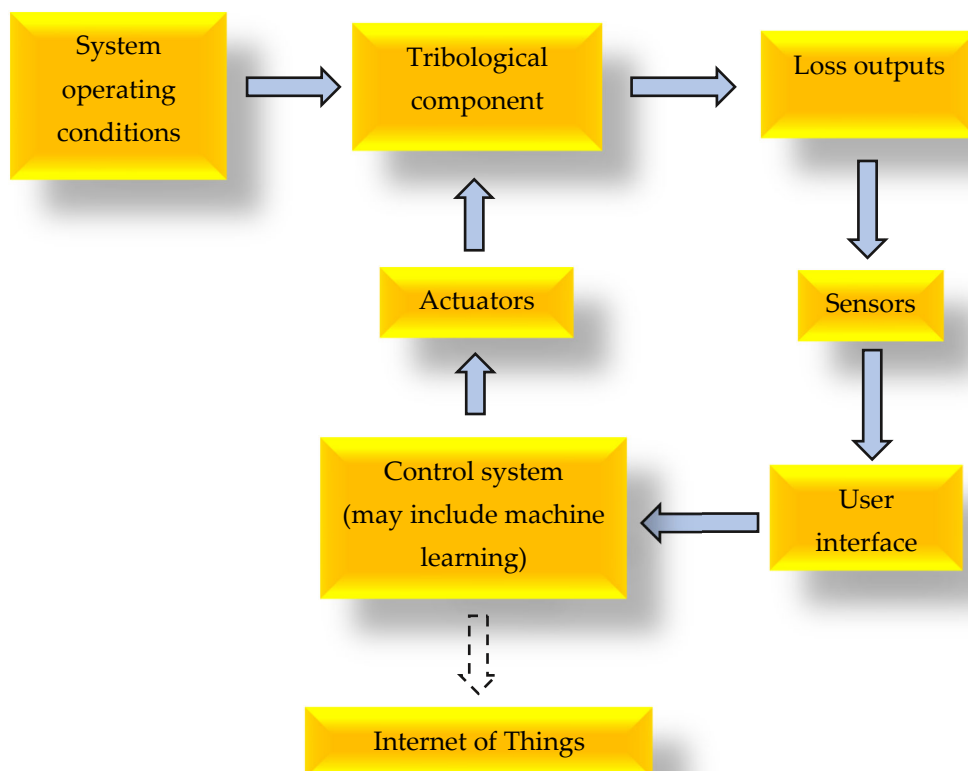 System
operating
conditions
Tribological
component
Loss outputs
Actuators
Sensors
Control system
(may include machine
learning)
User
interface
Internet of Things